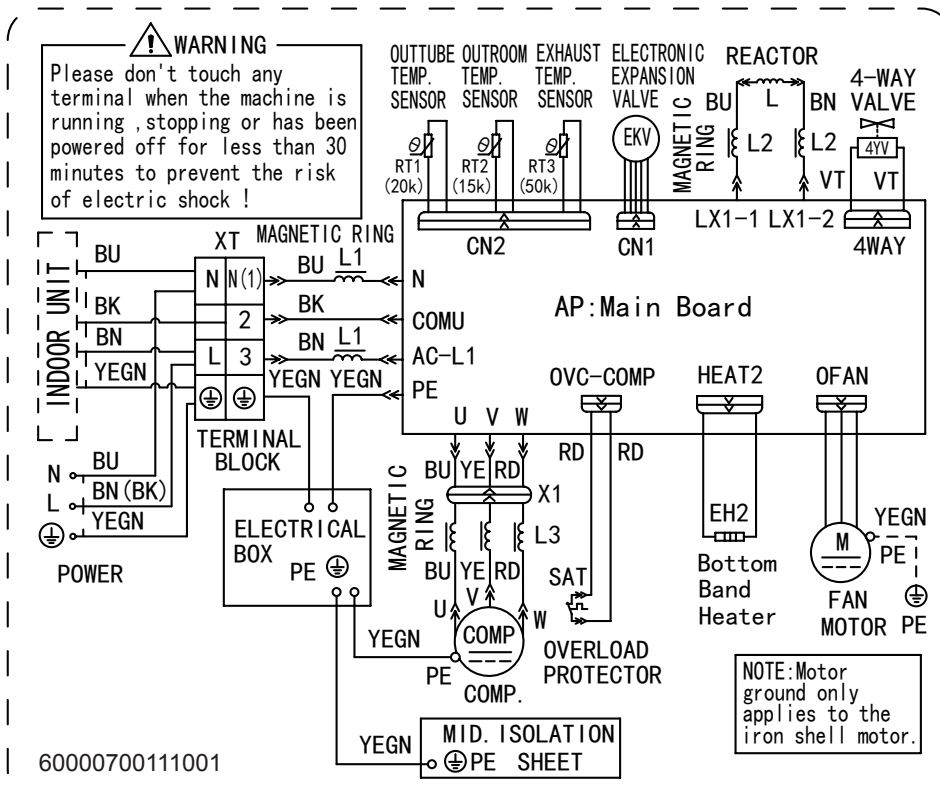 WARNING
Please don't touch any
terminal when the machine is
running ,stopping or has been
powered off for less than 30
minutes to prevent the risk
of electric shock !
OUTTUBE
TEMP.
SENSOR
OUTROOM
TEMP.
SENSOR
EXHAUST
TEMP.
SENSOR
ELECTRONIC
EXPANSION
VALVE
REACTOR
4-WAY
VALVE
BU
L
BN
EKV
MAGNETIC
RING
L2
L2
4YV
θ
RT1
(20k)
θ
RT2
(15k)
θ
RT3
(50k)
VT
VT
CN2
CN1
LX1-1
LX1-2
4WAY
INDOOR UNIT
BU
BK
BN
YEGN
XT
N
N(1)
2
L
3
TERMINAL
BLOCK
MAGNETIC RING
BU
L1
BK
BN
L1
YEGN
YEGN
N
COMU
AC-L1
PE
AP:Main Board
OVC-COMP
HEAT2
OFAN
U
V
W
N
BU
L
BN(BK)
YEGN
POWER
ELECTRICAL
BOX
PE
MAGNETIC
RING
BU
YE
RD
X1
L3
BU
YE
RD
U
V
W
COMP
PE
COMP.
YEGN
RD
RD
SAT
OVERLOAD
PROTECTOR
EH2
Bottom
Band
Heater
M
FAN
MOTOR
YEGN
PE
PE
NOTE:Motor
ground only
applies to the
iron shell motor.
YEGN
MID. ISOLATION
PE SHEET
60000700111001